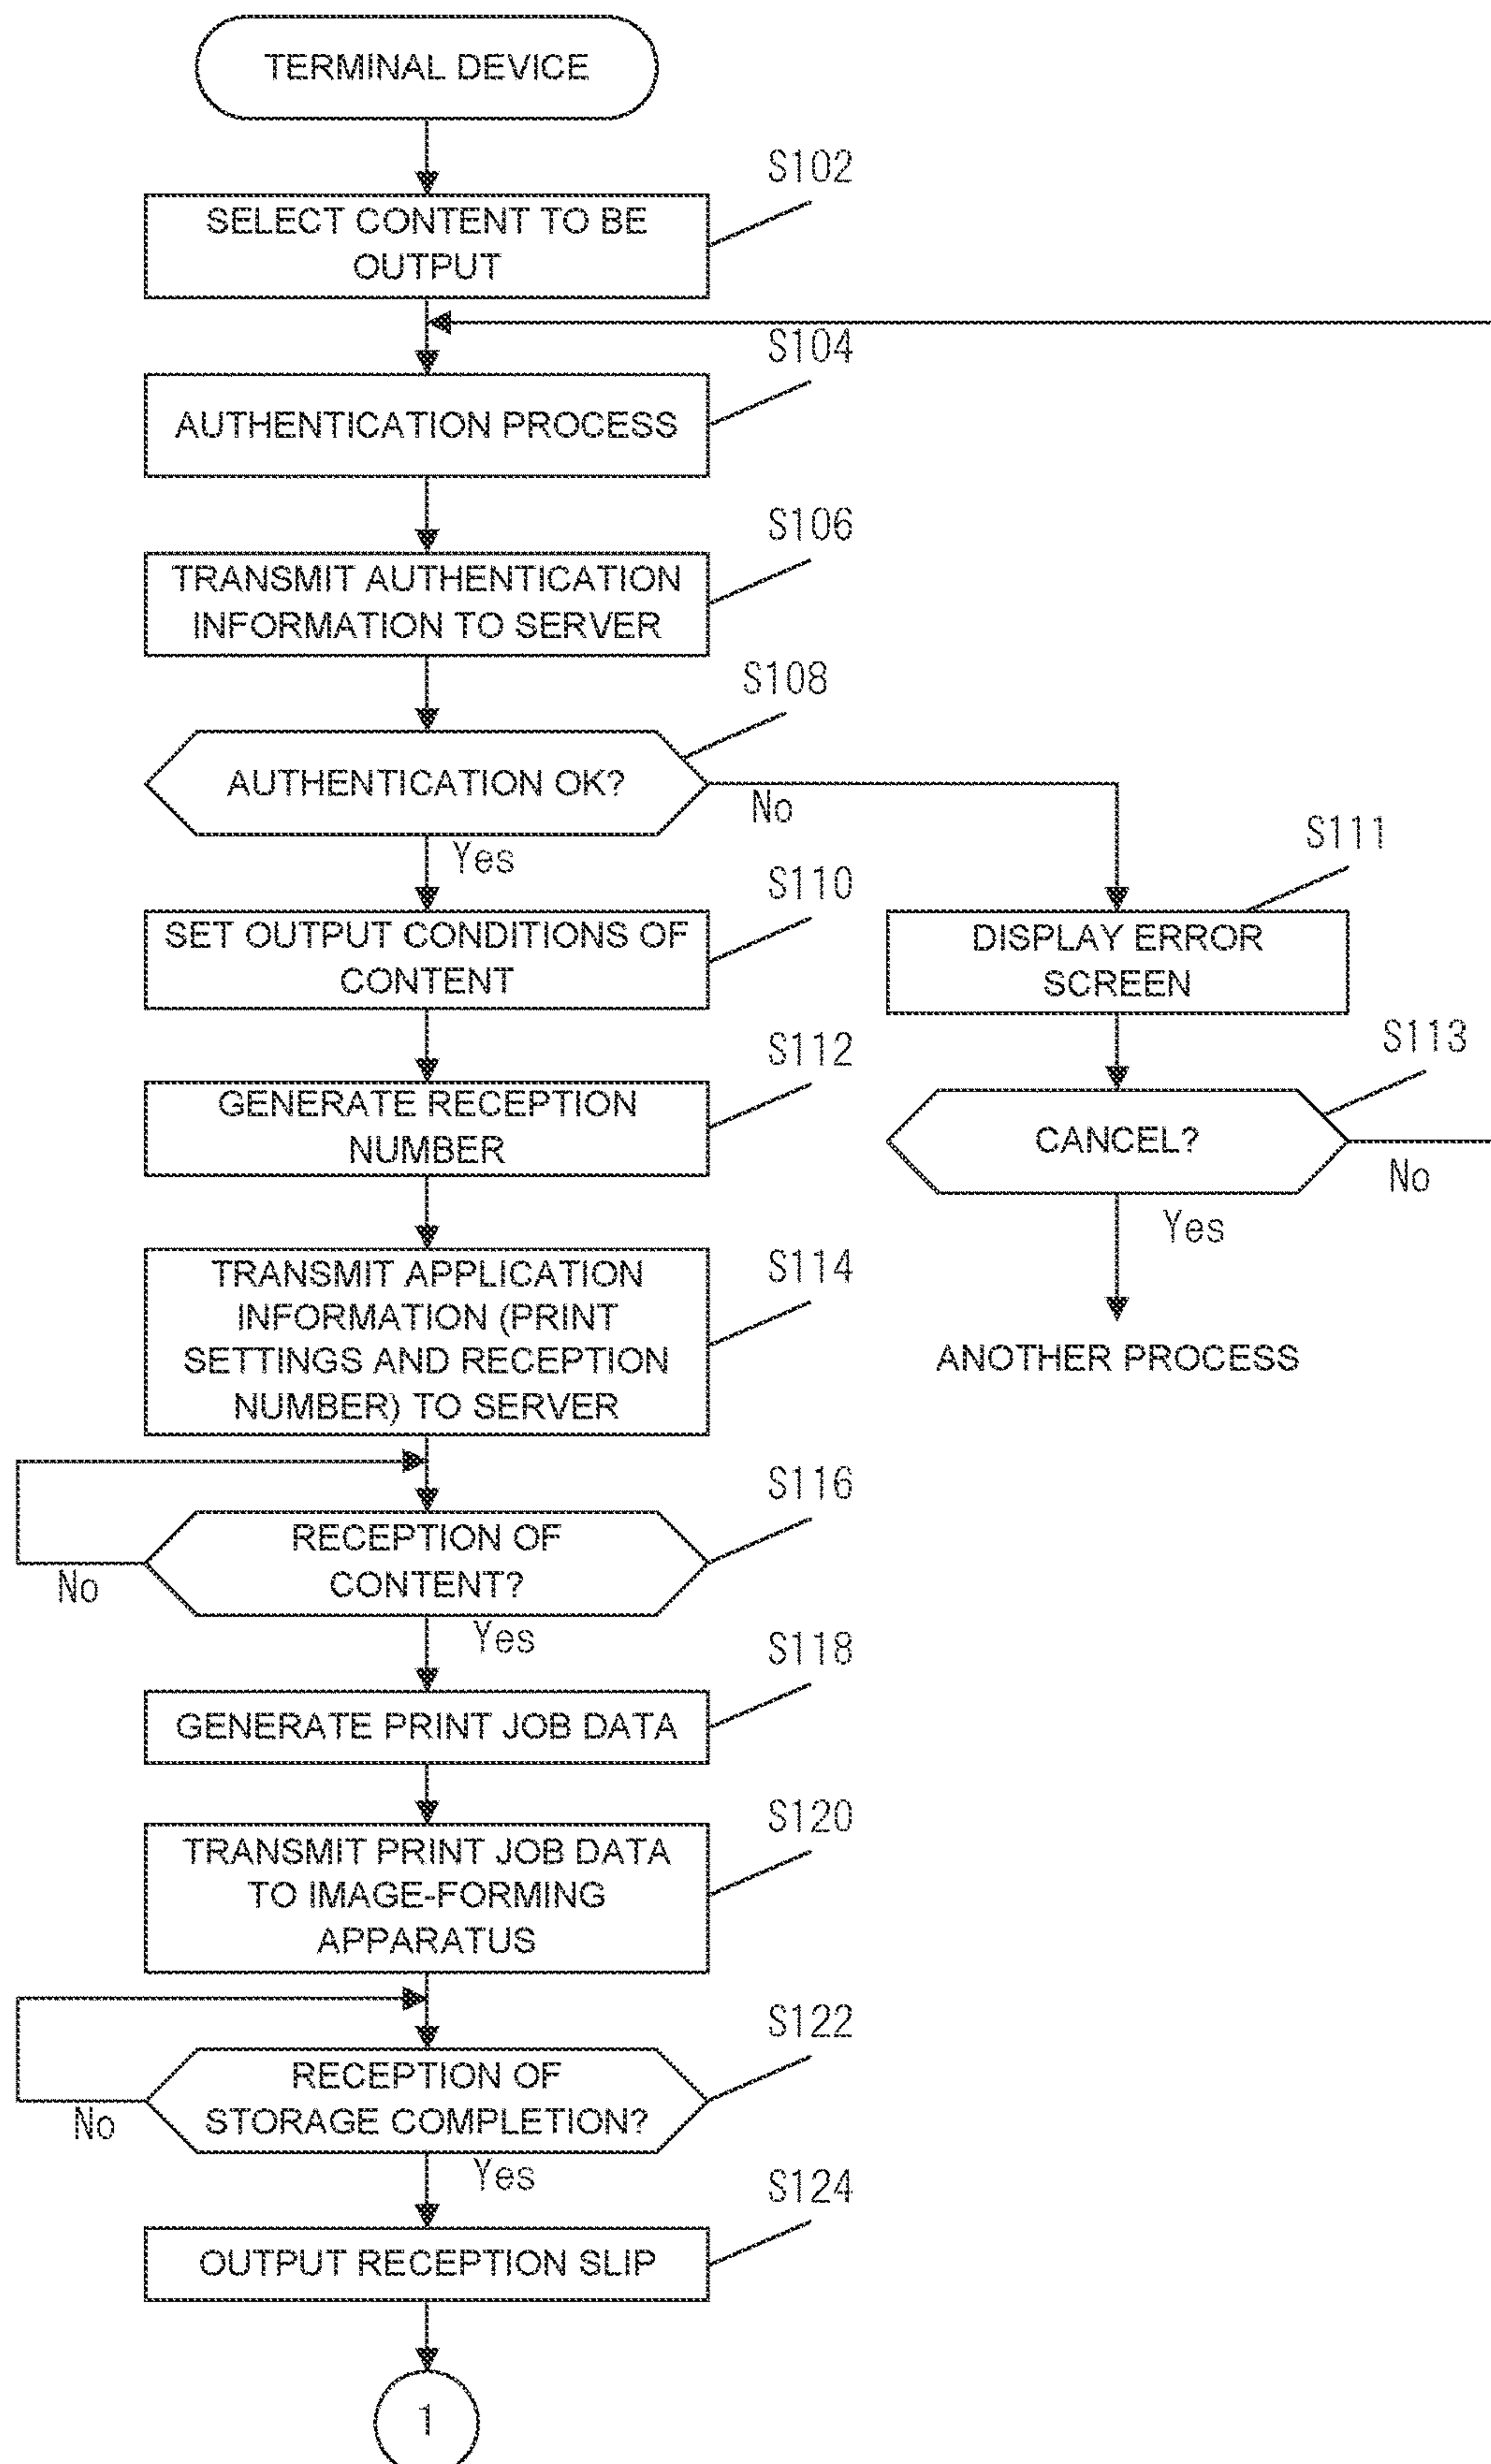 TERMINAL DEVICE
S102
SELECT CONTENT TO BE
OUTPUT
S104
AUTHENTICATION PROCESS
S106
TRANSMIT AUTHENTICATION
INFORMATION TO SERVER
S108
AUTHENTICATION OK?
No
Yes
S110
SET OUTPUT CONDITIONS OF
CONTENT
S111
DISPLAY ERROR
SCREEN
S112
GENERATE RECEPTION
NUMBER
S113
CANCEL?
No
Yes
ANOTHER PROCESS
S114
TRANSMIT APPLICATION
INFORMATION (PRINT
SETTINGS AND RECEPTION
NUMBER) TO SERVER
S116
RECEPTION OF
CONTENT?
No
Yes
S118
GENERATE PRINT JOB DATA
S120
TRANSMIT PRINT JOB DATA
TO IMAGE-FORMING
APPARATUS
S122
RECEPTION OF
STORAGE COMPLETION?
No
Yes
S124
OUTPUT RECEPTION SLIP
1